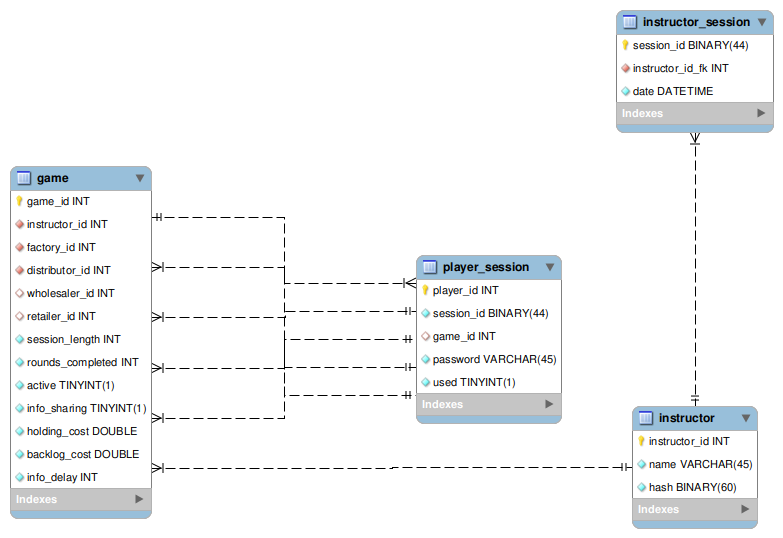 instructor_session
session_id BINARY(44)
instructor_id_fk INT
date DATETIME
Indexes
game
game_id INT
instructor_id INT
factory_id INT
distributor_id INT
wholesaler_id INT
retailer_id INT
session_length INT
rounds_completed INT
active TINYINT(1)
info_sharing TINYINT(1)
holding_cost DOUBLE
backlog_cost DOUBLE
info_delay INT
Indexes
player_session
player_id INT
session_id BINARY(44)
game_id INT
password VARCHAR(45)
used TINYINT(1)
Indexes
instructor
instructor_id INT
name VARCHAR(45)
hash BINARY(60)
Indexes